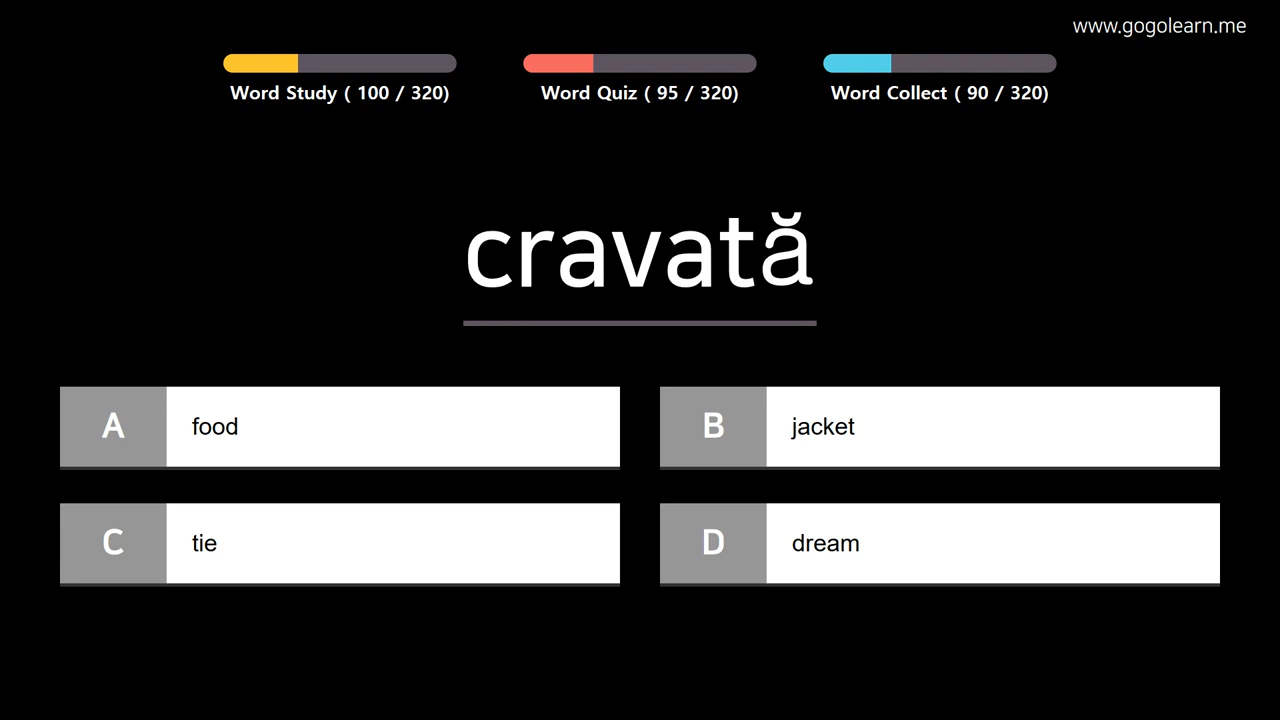 www.gogolearn.me
Word Study ( 100 / 320)
Word Quiz ( 95 / 320)
Word Collect ( 90 / 320)
cravată
A food
B jacket
C tie
D dream